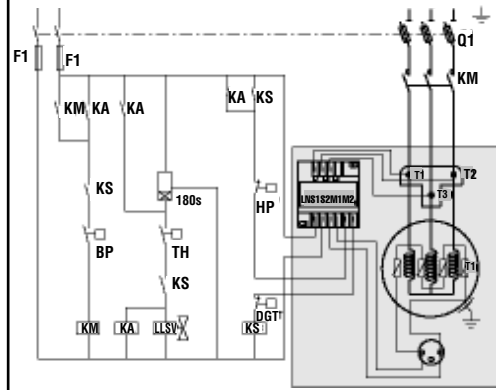 F1
F1
Q1
KM
KM
KA
KA
KA
KS
KS
180s
HP
BP
TH
KS
DGT
KM
KA
LLSV
KS
LNS1S2M1M2
T1
T2
T3
T1